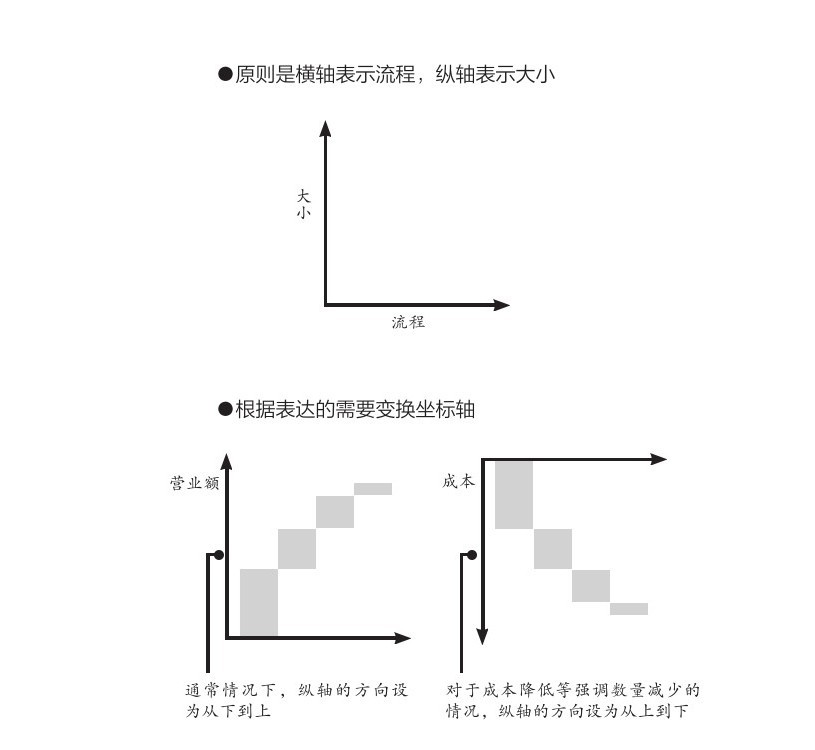 ●原则是横轴表示流程，纵轴表示大小
大小
流程
●根据表达的需要变换坐标轴
营业额
成本
通常情况下，纵轴的方向设
为从下到上
对于成本降低等强调数量减少的
情况，纵轴的方向设为从上到下